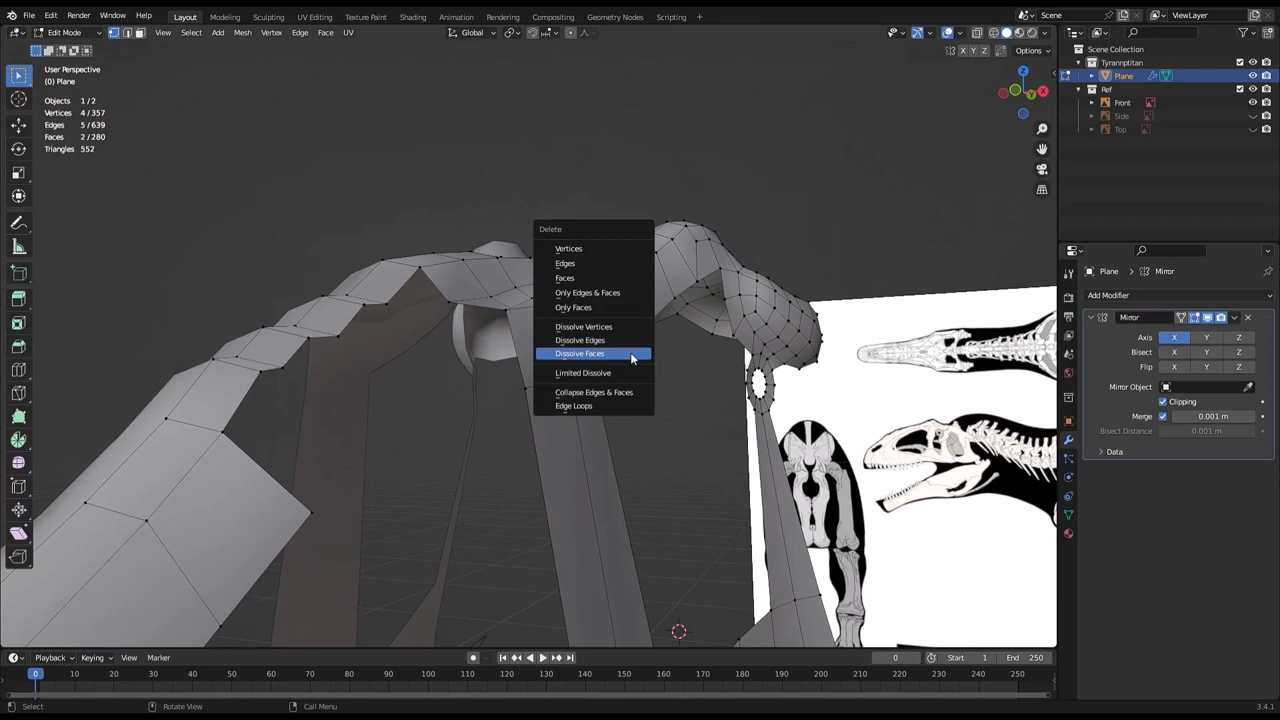 File Edit Render Window Help Layout Modeling Sculpting UV Editing Texture Paint Shading Animation Rendering Compositing Geometry Nodes Scripting + Scene ViewLayer
Edit Mode View Select Add Mesh Vertex Edge Face UV Global
X Y Z Options
User Perspective
(0) Plane
Objects 1/2
Vertices 4/357
Edges 5/639
Faces 2/280
Triangles 552
Z
X
Y
Delete
Vertices
Edges
Faces
Only Edges & Faces
Only Faces
Dissolve Vertices
Dissolve Edges
Dissolve Faces
Limited Dissolve
Collapse Edges & Faces
Edge Loops
Scene Collection
Tyrannptitan
Plane
Ref
Front
Side
Top
Plane Mirror
Add Modifier
Mirror
Axis X Y Z
Bisect X Y Z
Flip X Y Z
Mirror Object
Clipping
Merge 0.001 m
Bisect Distance 0.001 m
Data
Playback Keying View Marker 0 Start 1 End 250
0 10 20 30 40 50 60 70 80 90 100 110 120 130 140 150 160 170 180 190 200 210 220 230 240 250
Select Rotate View Call Menu 3.4.1